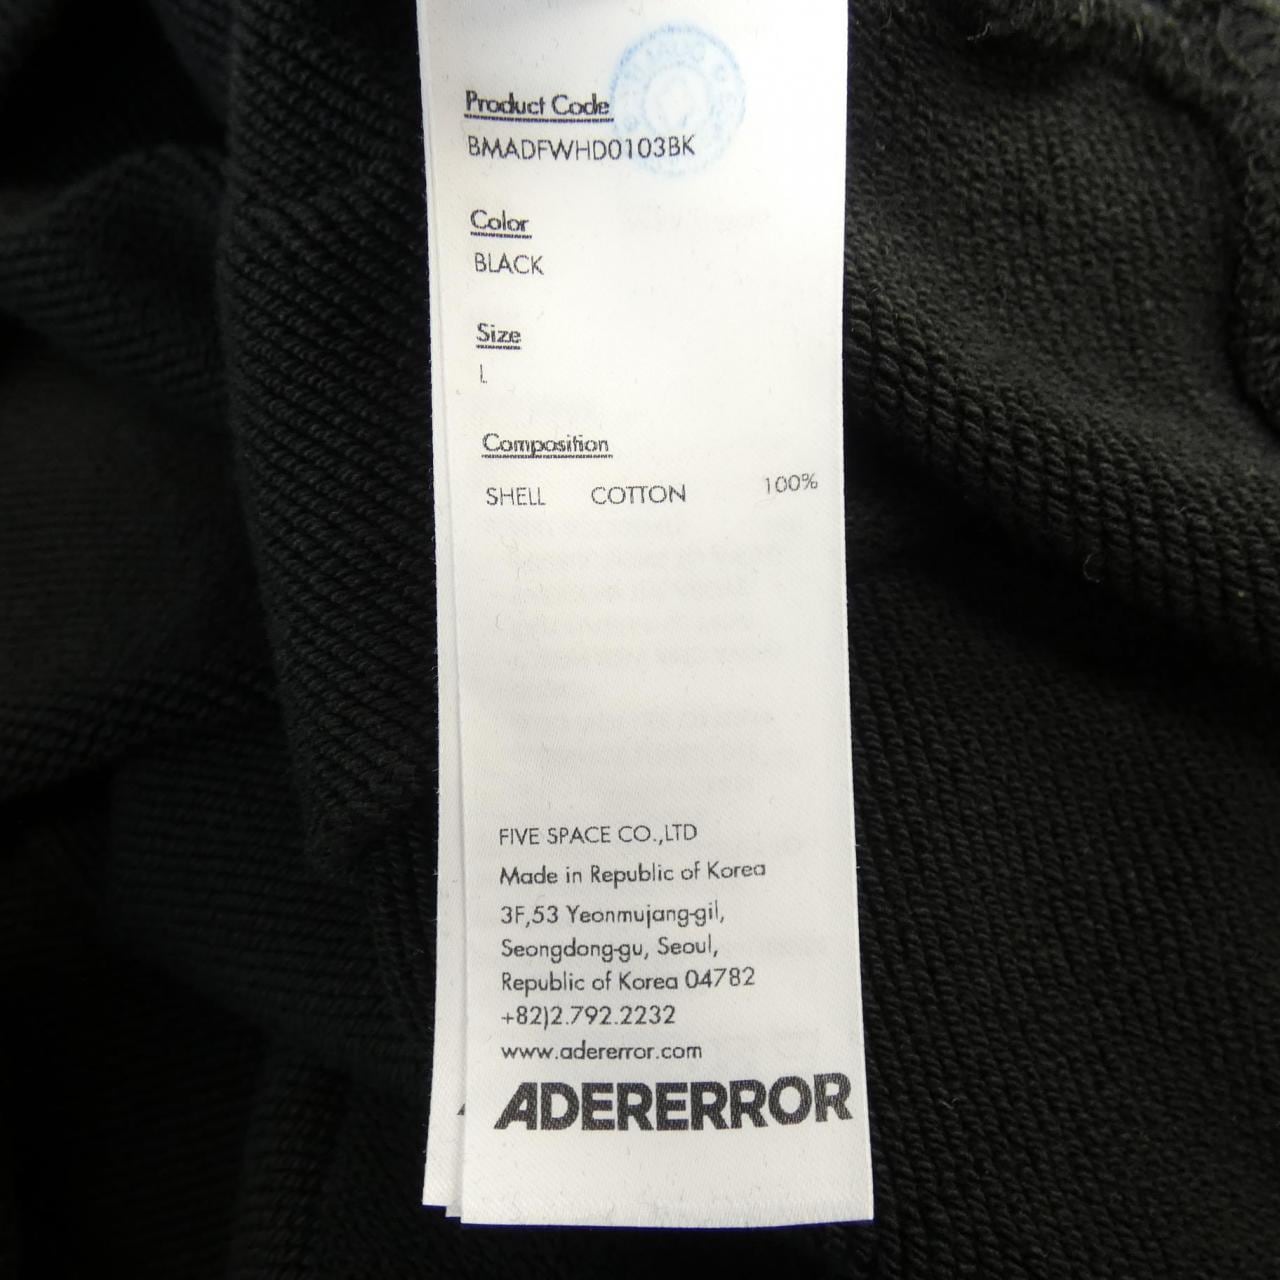 Product Code
BMADFWHD0103BK
Color
BLACK
Size
L
Composition
SHELL COTTON 100%
FIVE SPACE CO.,LTD
Made in Republic of Korea
3F,53 Yeonmujang-gil,
Seongdong-gu, Seoul,
Republic of Korea 04782
+82)2.792.2232
www.adererror.com
ADERERROR